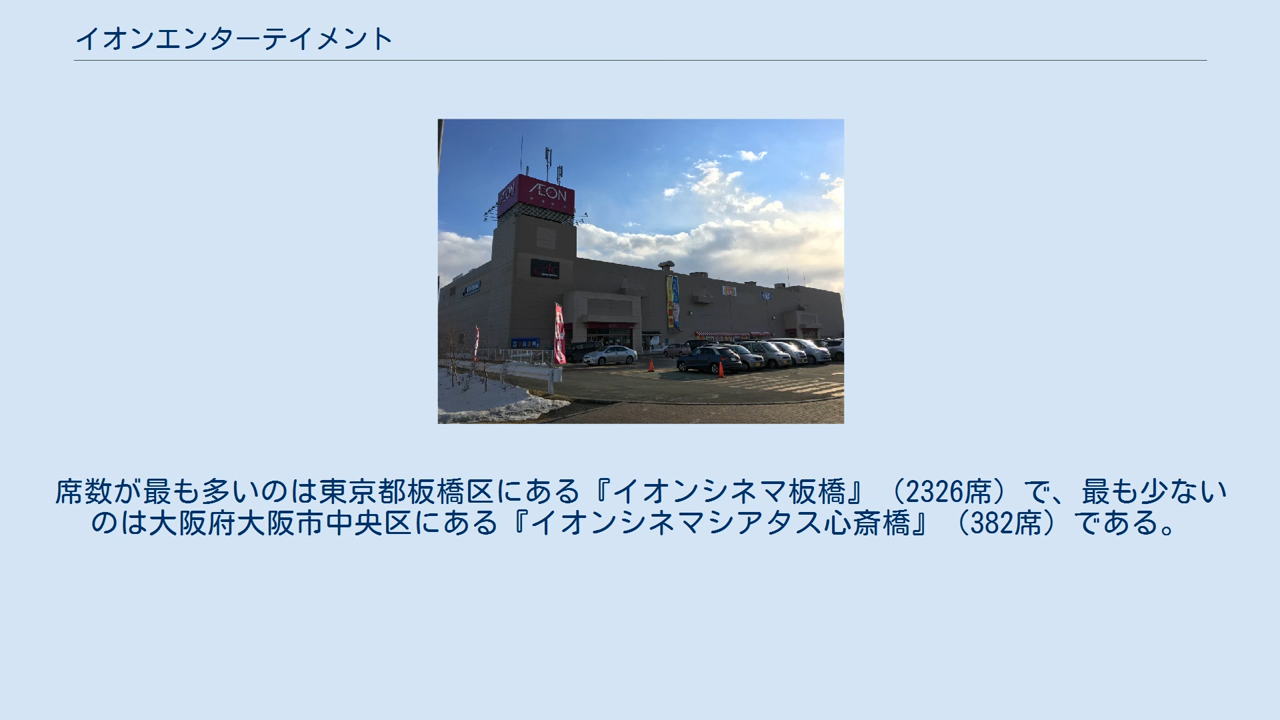 イオンエンターテイメント
ÆON
ÆON
席数が最も多いのは東京都板橋区にある『イオンシネマ板橋』（2326席）で、最も少ない
のは大阪府大阪市中央区にある『イオンシネマシアタス心斎橋』（382席）である。